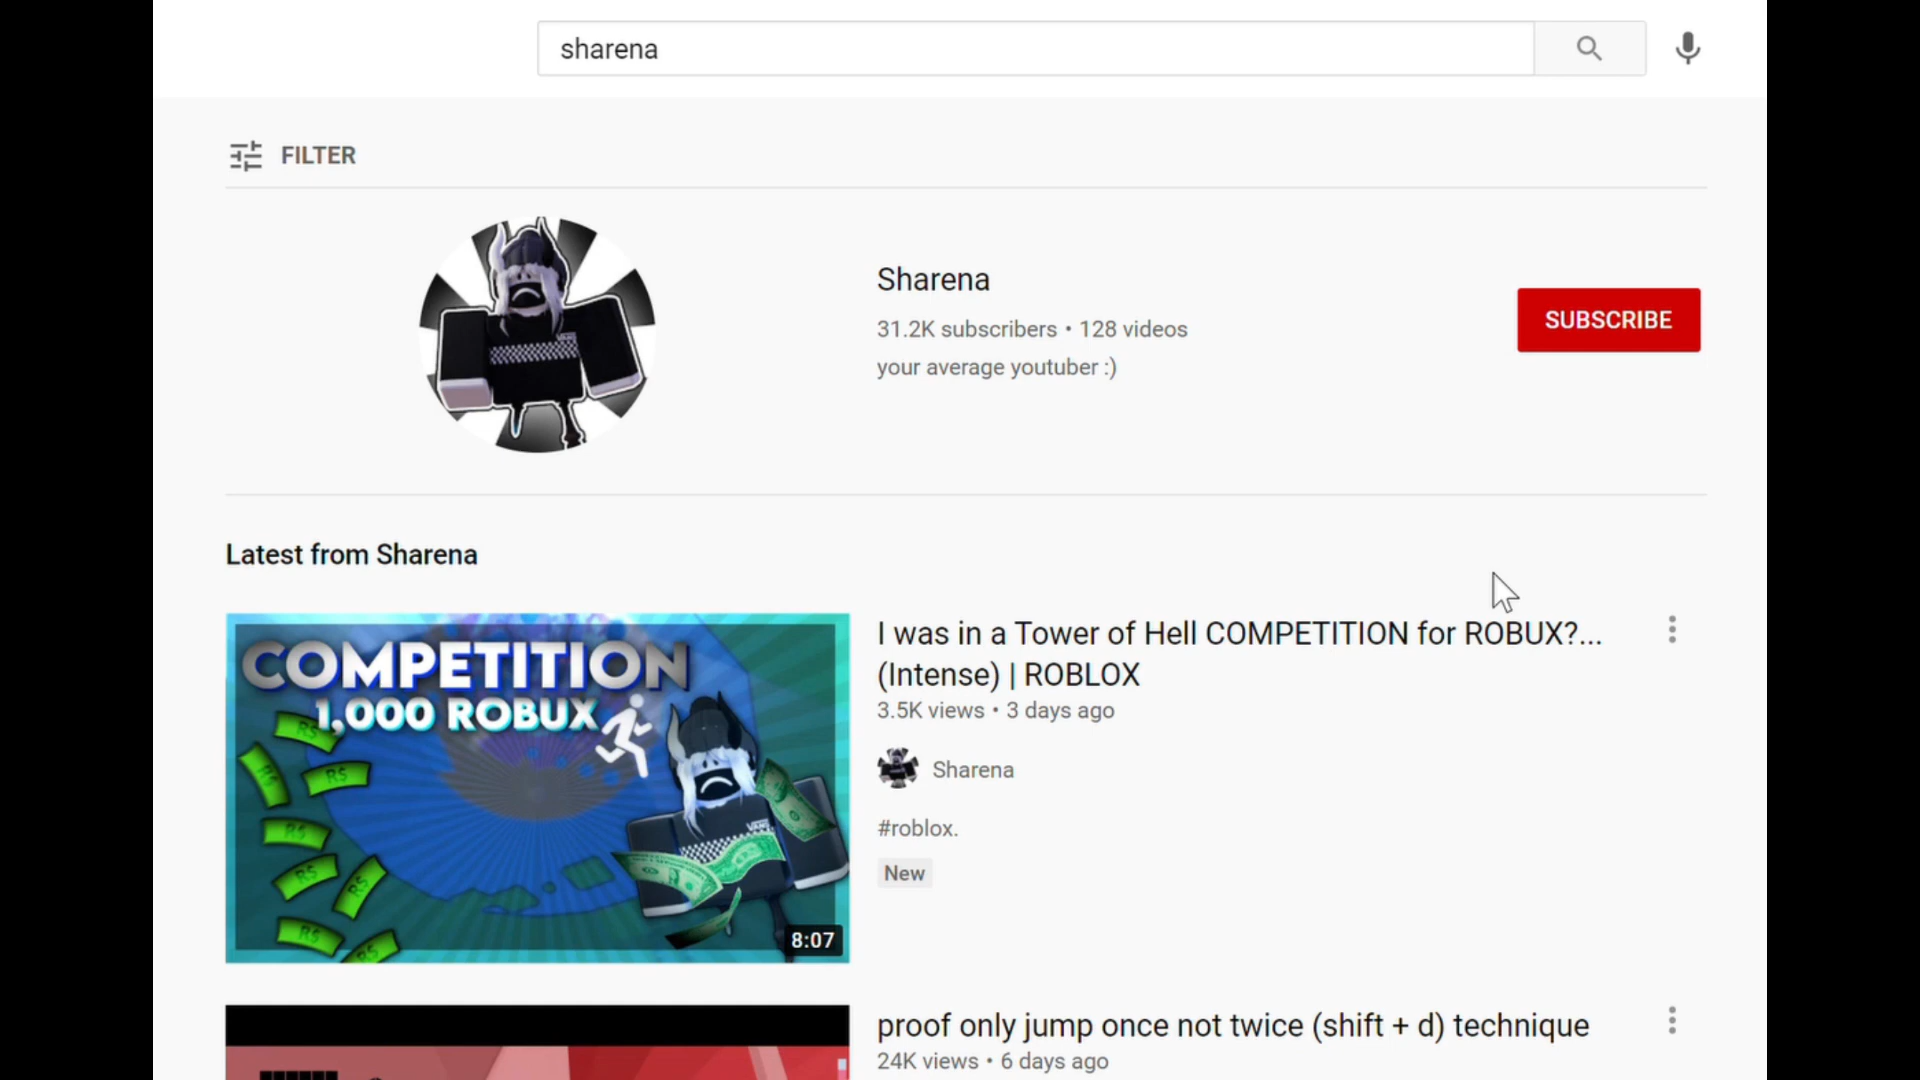 sharena
FILTER
Sharena
31.2K subscribers • 128 videos
your average youtuber :)
SUBSCRIBE
Latest from Sharena
COMPETITION
1,000 ROBUX
R$
R$
R$
R$
R$
R$
R$
R$
VANS
8:07
I was in a Tower of Hell COMPETITION for ROBUX?...
(Intense) | ROBLOX
3.5K views • 3 days ago
Sharena
#roblox.
New
proof only jump once not twice (shift + d) technique
24K views • 6 days ago